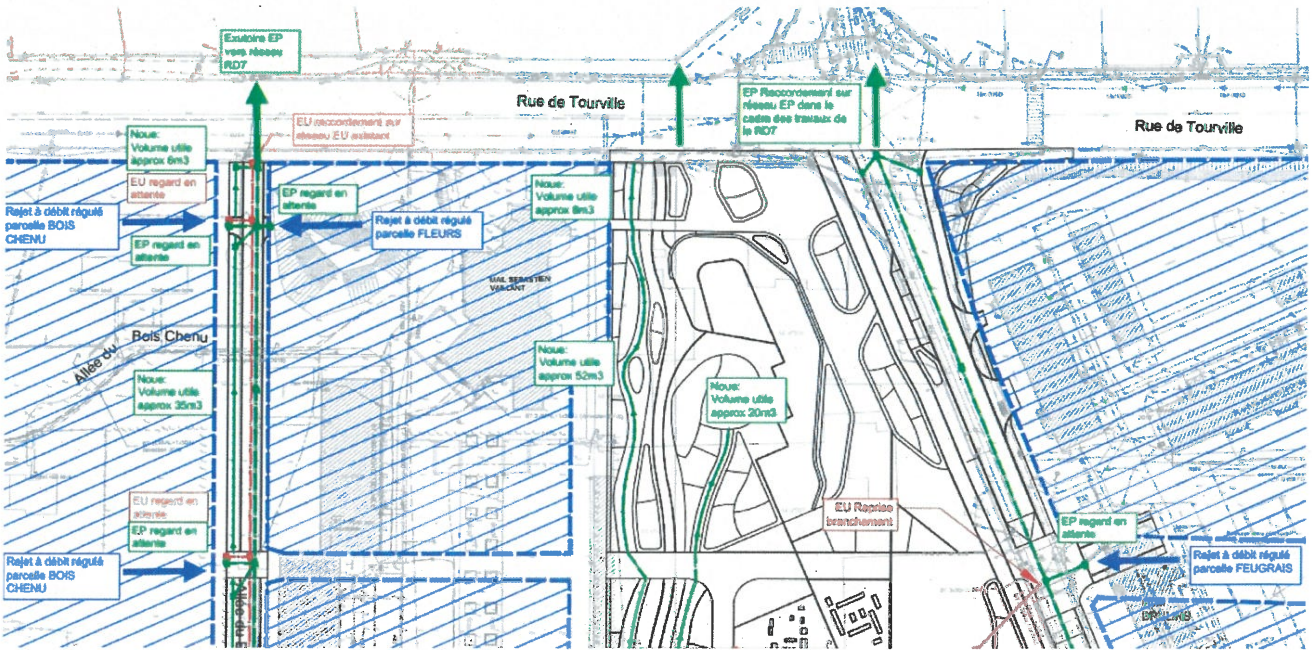 Exutoire EP
vers réseau
RD7
Rue de Tourville
EP Raccordement sur
réseau EP dans le
cadre des travaux de
la RD7
Rue de Tourville
EU raccordement sur
réseau EU existant
Noue:
Volume utile
approx 6m3
EU regard en
attente
EP regard en
attente
Noue:
Volume utile
approx 8m3
Rejet à débit régulé
parcelle BOIS
CHENU
Rejet à débit régulé
parcelle FLEURS
EP regard en
attente
MAIL SEBASTIEN
VAILLANT
Allée du
Bois Chenu
Noue:
Volume utile
approx 52m3
Noue:
Volume utile
approx 35m3
Noue:
Volume utile
approx 20m3
EU regard en
attente
EP regard en
attente
EU Reprise
branchement
EP regard en
attente
Rejet à débit régulé
parcelle BOIS
CHENU
Rejet à débit régulé
parcelle FEUGRAIS
Allée du